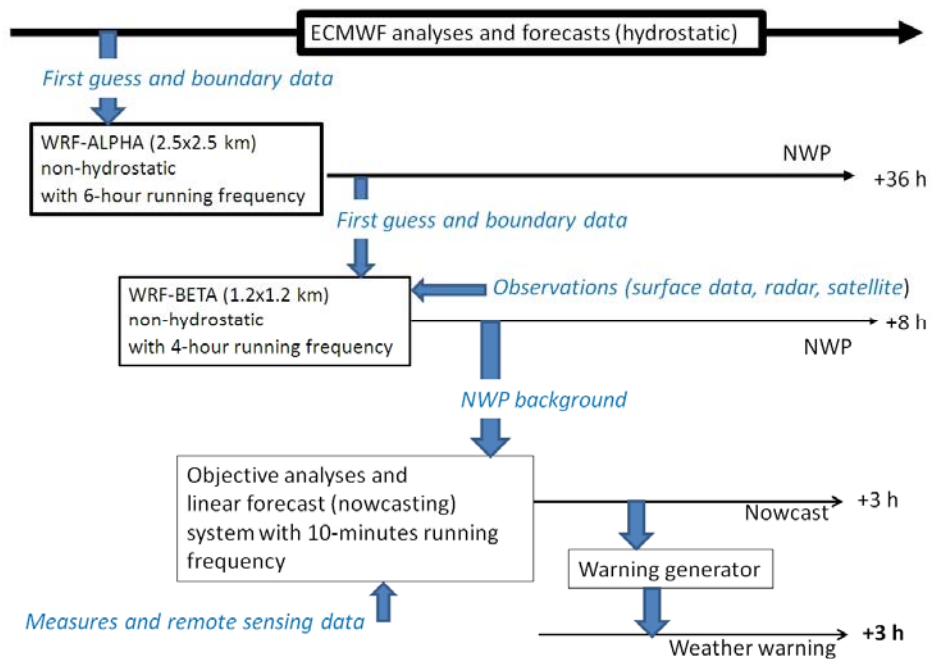 ECMWF analyses and forecasts (hydrostatic)
First guess and boundary data
WRF-ALPHA (2.5x2.5 km)
non-hydrostatic
with 6-hour running frequency
NWP
+36 h
First guess and boundary data
WRF-BETA (1.2x1.2 km)
non-hydrostatic
with 4-hour running frequency
Observations (surface data, radar, satellite)
+8 h
NWP
NWP background
Objective analyses and
linear forecast (nowcasting)
system with 10-minutes running
frequency
Nowcast
+3 h
Warning generator
Measures and remote sensing data
Weather warning
+3 h